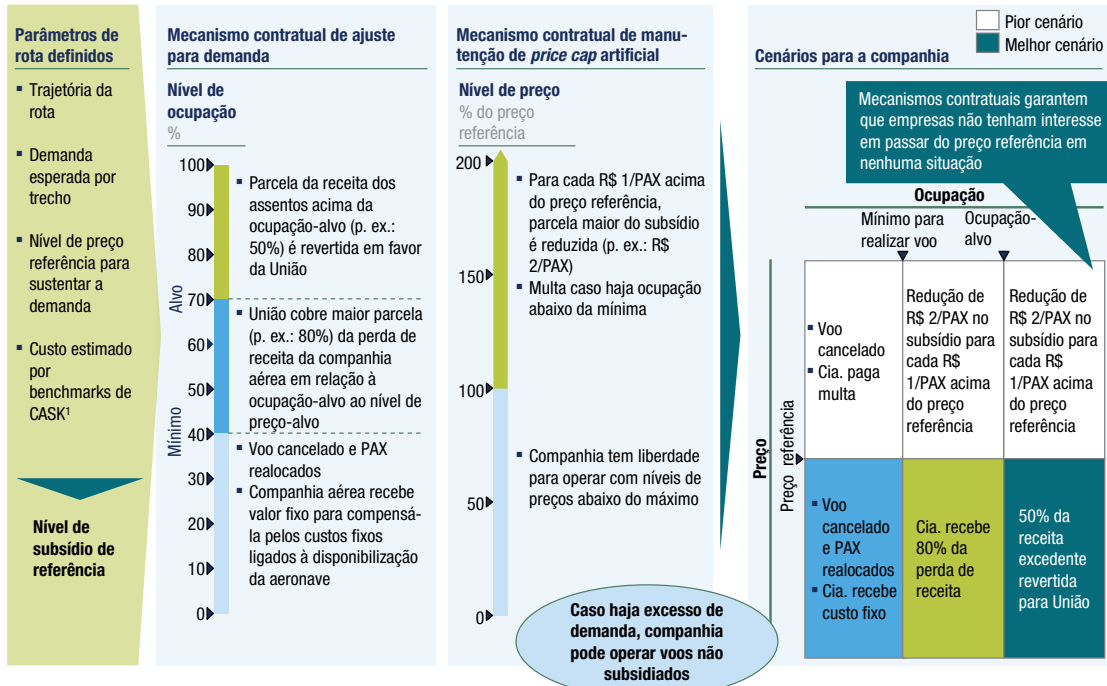 Parâmetros de
rota definidos
▪ Trajetória da
rota
▪ Demanda
esperada por
trecho
▪ Nível de preço
referência para
sustentar a
demanda
▪ Custo estimado
por
benchmarks de
CASK¹
Nível de
subsídio de
referência
Mecanismo contratual de ajuste
para demanda
Nível de
ocupação
%
100
90
80
70
60
50
40
30
20
10
0
Alvo
Mínimo
▪ Parcela da receita dos
assentos acima da
ocupação-alvo (p. ex.:
50%) é revertida em favor
da União
▪ União cobre maior parcela
(p. ex.: 80%) da perda de
receita da companhia
aérea em relação à
ocupação-alvo ao nível de
preço-alvo
▪ Voo cancelado e PAX
realocados
▪ Companhia aérea recebe
valor fixo para compensá-
la pelos custos fixos
ligados à disponibilização
da aeronave
Mecanismo contratual de manu-
tenção de price cap artificial
Nível de preço
% do preço
referência
200
150
100
50
0
▪ Para cada R$ 1/PAX acima
do preço referência,
parcela maior do subsídio
é reduzida (p. ex.: R$
2/PAX)
▪ Multa caso haja ocupação
abaixo da mínima
▪ Companhia tem liberdade
para operar com níveis de
preços abaixo do máximo
Caso haja excesso de
demanda, companhia
pode operar voos não
subsidiados
Pior cenário
Melhor cenário
Cenários para a companhia
Mecanismos contratuais garantem
que empresas não tenham interesse
em passar do preço referência em
nenhuma situação
Ocupação
Mínimo para
realizar voo
Ocupação-
alvo
Preço
Preço referência
▪ Voo
cancelado
▪ Cia. paga
multa
Redução de
R$ 2/PAX no
subsídio para
cada R$
1/PAX acima
do preço
referência
Redução de
R$ 2/PAX no
subsídio para
cada R$
1/PAX acima
do preço
referência
▪ Voo
cancelado
e PAX
realocados
▪ Cia. recebe
custo fixo
Cia. recebe
80% da
perda de
receita
50% da
receita
excedente
revertida
para União